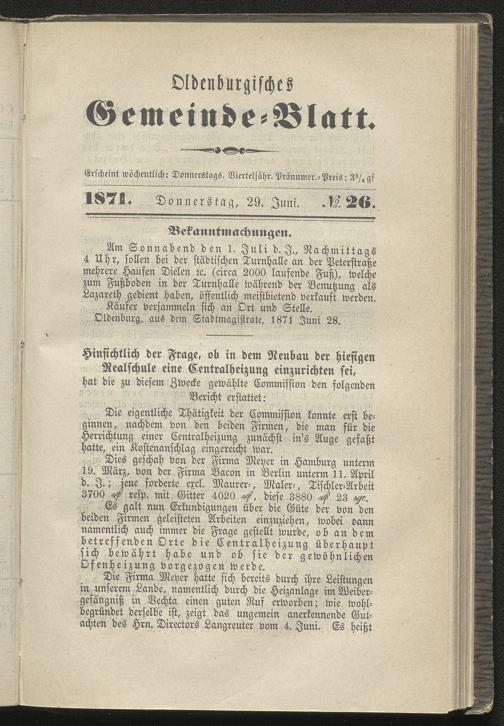 Oldenburgisches
Gemeinde-Blatt.
Erscheint wöchentlich: Donnerstags. Vierteljähr. Pränumer.-Preis: 3¾ gf
1871. Donnerstag, 29. Juni. № 26.
Bekanntmachungen.
Am Sonnabend den 1. Juli d. J., Nachmittags
4 Uhr, sollen bei der städtischen Turnhalle an der Peterstraße
mehrere Haufen Dielen ꝛc. (circa 2000 laufende Fuß), welche
zum Fußboden in der Turnhalle während der Benutzung als
Lazareth gedient haben, öffentlich meistbietend verkauft werden.
Käufer versammeln sich an Ort und Stelle.
Oldenburg, aus dem Stadtmagistrate, 1871 Juni 28.
Hinsichtlich der Frage, ob in dem Neubau der hiesigen
Realschule eine Centralheizung einzurichten sei,
hat die zu diesem Zwecke gewählte Commission den folgenden
Bericht erstattet:
Die eigentliche Thätigkeit der Commission konnte erst be-
ginnen, nachdem von den beiden Firmen, die man für die
Herrichtung einer Centralheizung zunächst in's Auge gefaßt
hatte, ein Kostenanschlag eingereicht war.
Dies geschah von der Firma Meyer in Hamburg unterm
19. März, von der Firma Bacon in Berlin unterm 11. April
d. J.; jene forderte excl. Maurer-, Maler-, Tischler-Arbeit
3700 ₰ resp. mit Gitter 4020 ₰, diese 3880 ₰ 23 sgr.
Es galt nun Erkundigungen über die Güte der von den
beiden Firmen geleisteten Arbeiten einzuziehen, wobei dann
namentlich auch immer die Frage gestellt wurde, ob an dem
betreffenden Orte die Centralheizung überhaupt
sich bewährt habe und ob sie der gewöhnlichen
Ofenheizung vorgezogen werde.
Die Firma Meyer hatte sich bereits durch ihre Leistungen
in unserem Lande, namentlich durch die Heizanlage im Weiber-
gefängniß in Vechta einen guten Ruf erworben; wie wohl-
begründet derselbe ist, zeigt das ungemein anerkennende Gut-
achten des Hrn. Directors Langreuter vom 4. Juni. Es heißt